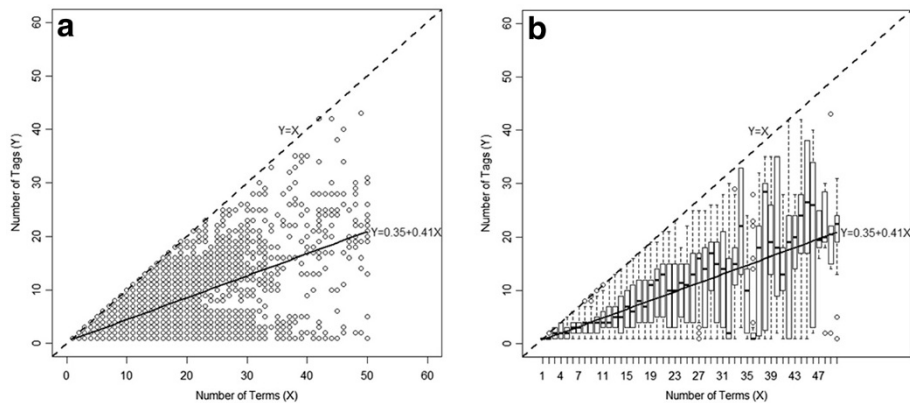 a
60
50
40
30
20
10
0
Number of Tags (Y)
Y=X
Y=0.35+0.41X
0 10 20 30 40 50 60
Number of Terms (X)
b
60
50
40
30
20
10
0
Number of Tags (Y)
Y=X
Y=0.35+0.41X
1 4 7 11 15 19 23 27 31 35 39 43 47
Number of Terms (X)